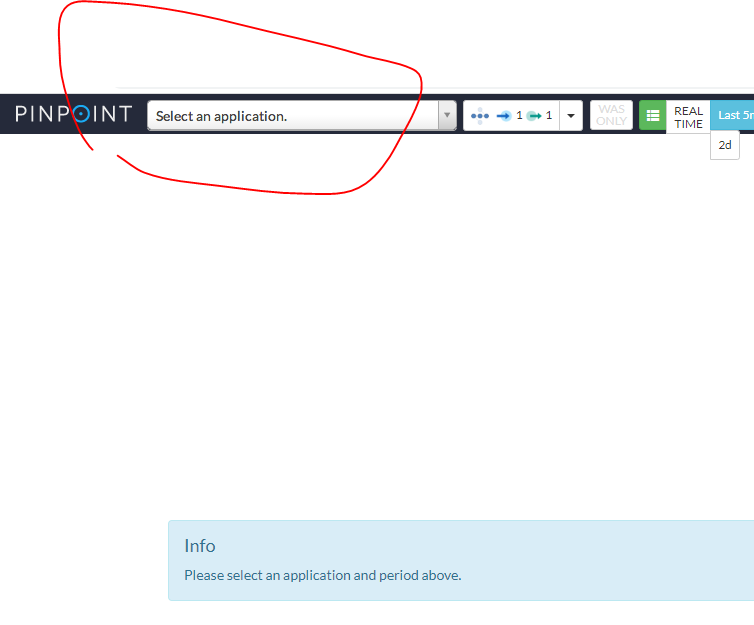 PINPOINT
Select an application.
1 1
WAS
ONLY
REAL
TIME
Last 5
2d
Info
Please select an application and period above.